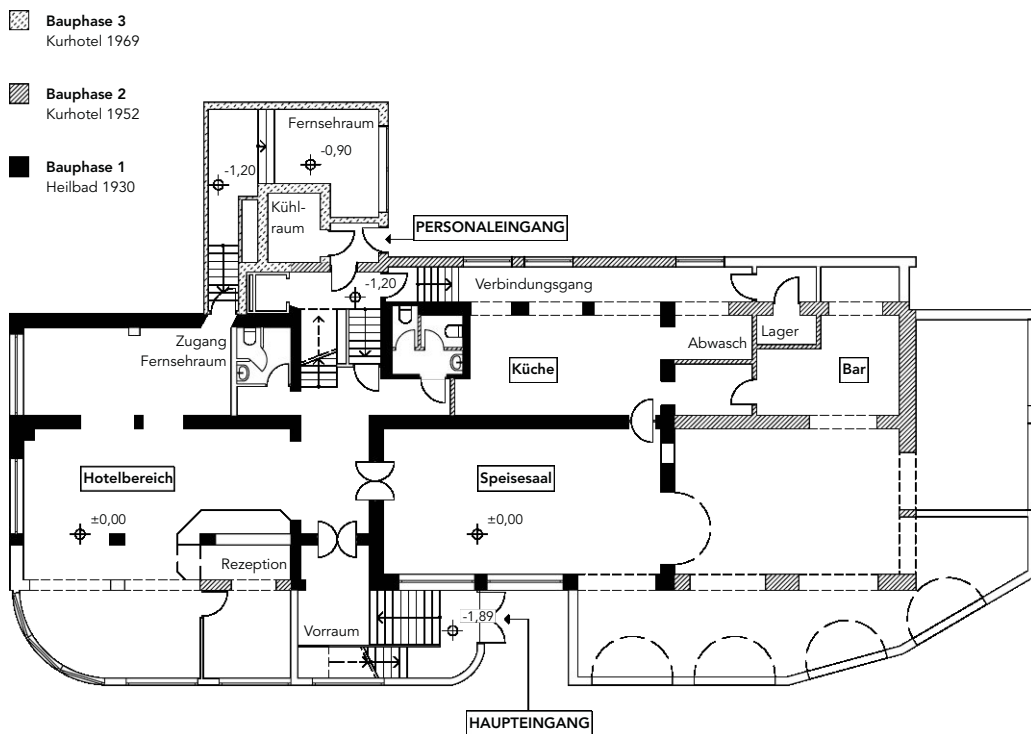 Bauphase 3
Kurhotel 1969
Bauphase 2
Kurhotel 1952
Bauphase 1
Heilbad 1930
Fernsehraum
-0,90
-1,20
Kühl-
raum
PERSONALEINGANG
-1,20
Verbindungsgang
Zugang
Fernsehraum
Küche
Abwasch
Lager
Bar
Hotelbereich
±0,00
Speisesaal
±0,00
Rezeption
Vorraum
-1,89
HAUPTEINGANG